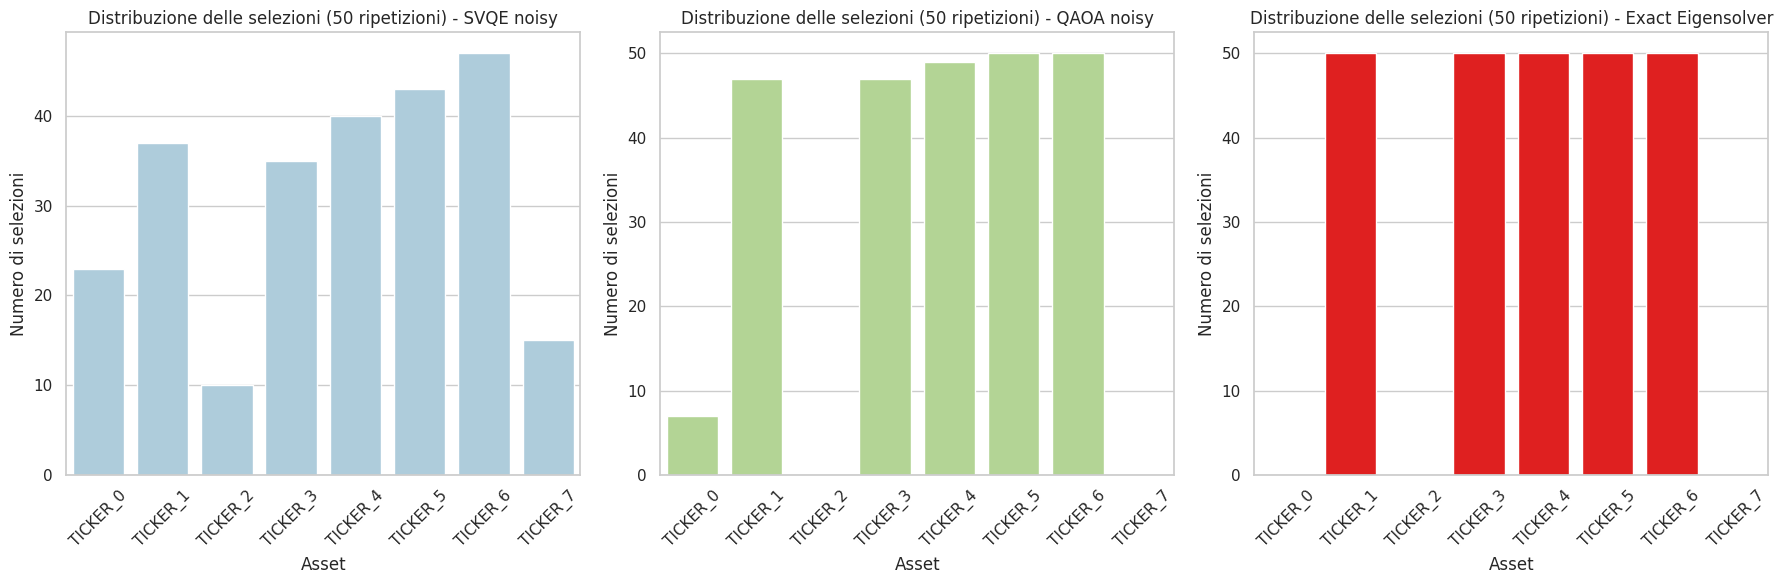 Distribuzione delle selezioni (50 ripetizioni) - SVQE noisy
Numero di selezioni
40
30
20
10
0
TICKER_0
TICKER_1
TICKER_2
TICKER_3
TICKER_4
TICKER_5
TICKER_6
TICKER_7
Asset
Distribuzione delle selezioni (50 ripetizioni) - QAOA noisy
Numero di selezioni
50
40
30
20
10
0
TICKER_0
TICKER_1
TICKER_2
TICKER_3
TICKER_4
TICKER_5
TICKER_6
TICKER_7
Asset
Distribuzione delle selezioni (50 ripetizioni) - Exact Eigensolver
Numero di selezioni
50
40
30
20
10
0
TICKER_0
TICKER_1
TICKER_2
TICKER_3
TICKER_4
TICKER_5
TICKER_6
TICKER_7
Asset